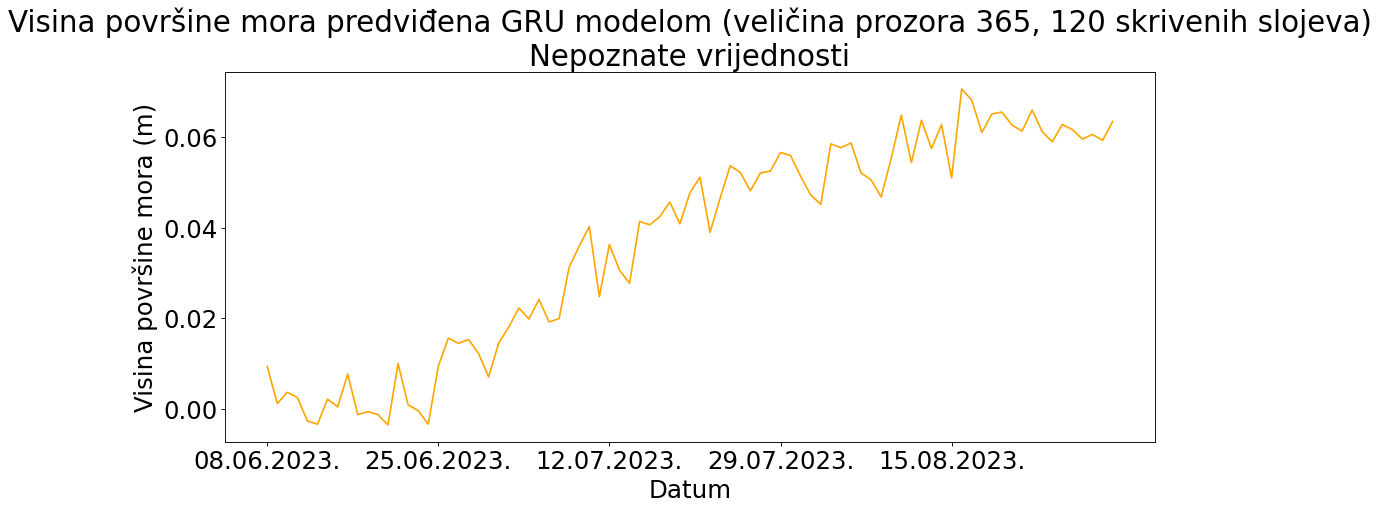 Visina površine mora predviđena GRU modelom (veličina prozora 365, 120 skrivenih slojeva)
Nepoznate vrijednosti
Visina površine mora (m)
0.06
0.04
0.02
0.00
08.06.2023. 25.06.2023. 12.07.2023. 29.07.2023. 15.08.2023.
Datum